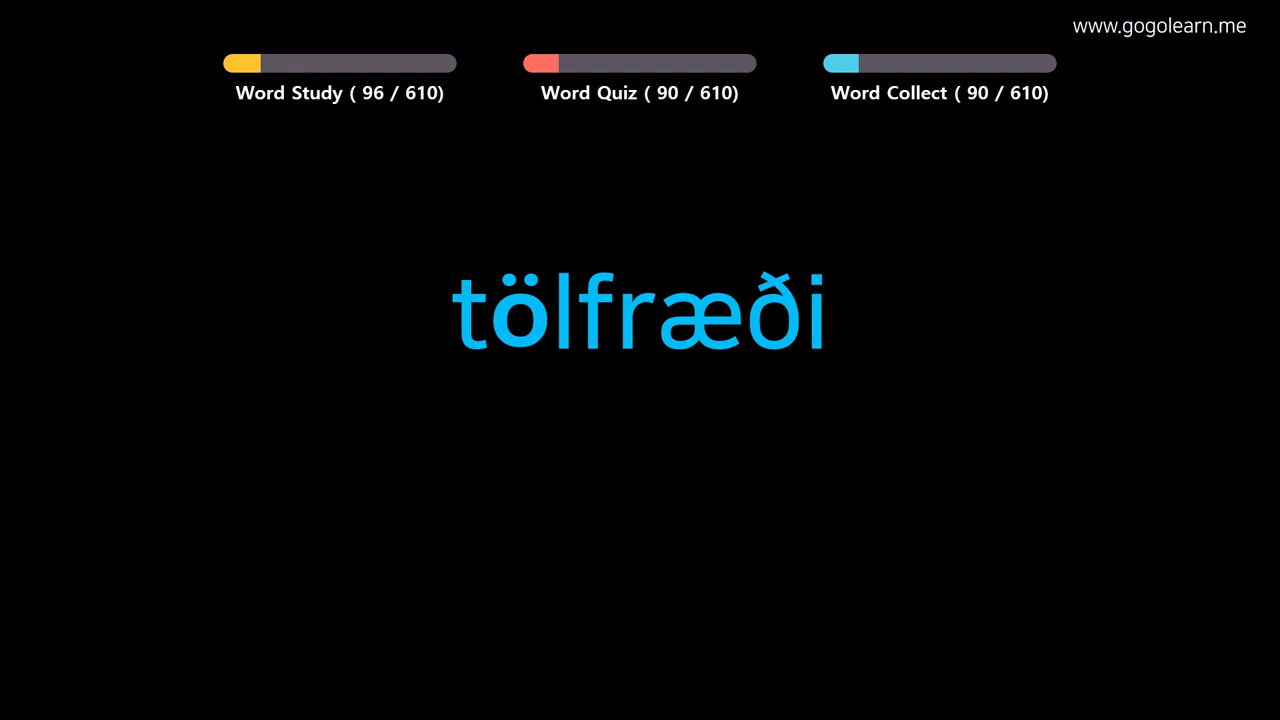 www.gogolearn.me
Word Study ( 96 / 610)
Word Quiz ( 90 / 610)
Word Collect ( 90 / 610)
tölfræði